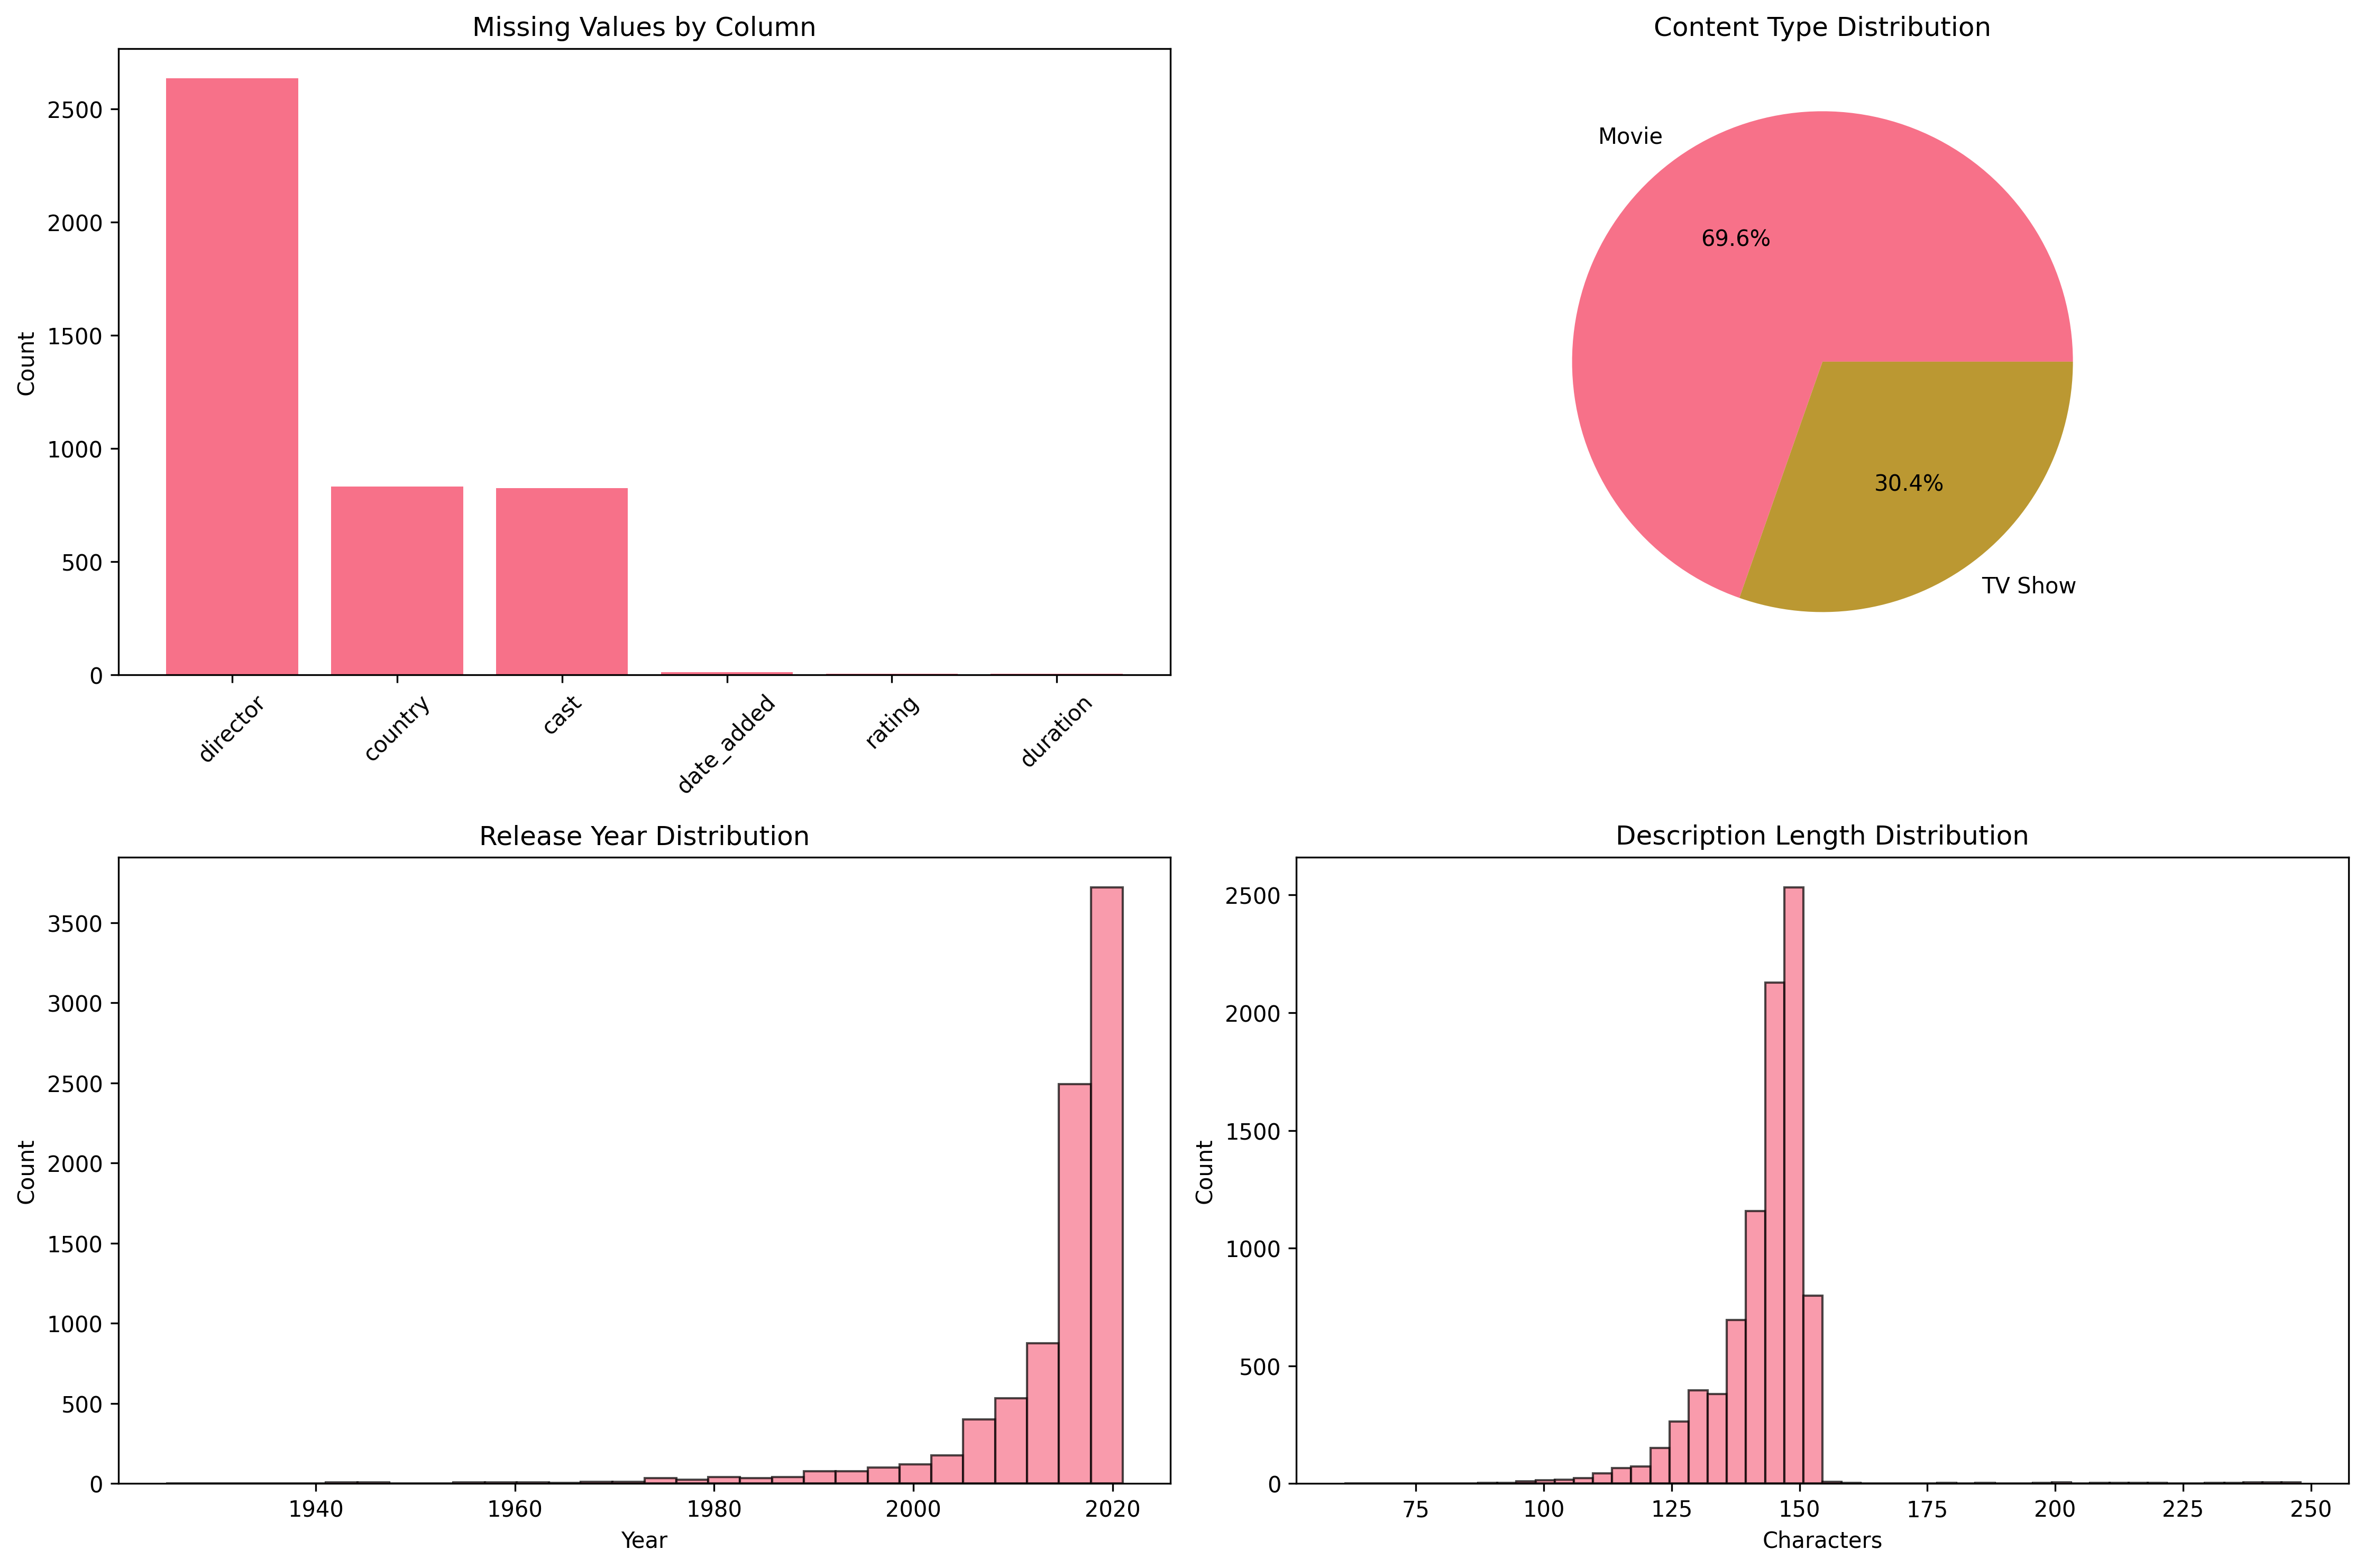 Missing Values by Column
Count
2500
2000
1500
1000
500
0
director
country
cast
date_added
rating
duration
Content Type Distribution
Movie
69.6%
30.4%
TV Show
Release Year Distribution
Count
3500
3000
2500
2000
1500
1000
500
0
1940 1960 1980 2000 2020
Year
Description Length Distribution
Count
2500
2000
1500
1000
500
0
75 100 125 150 175 200 225 250
Characters